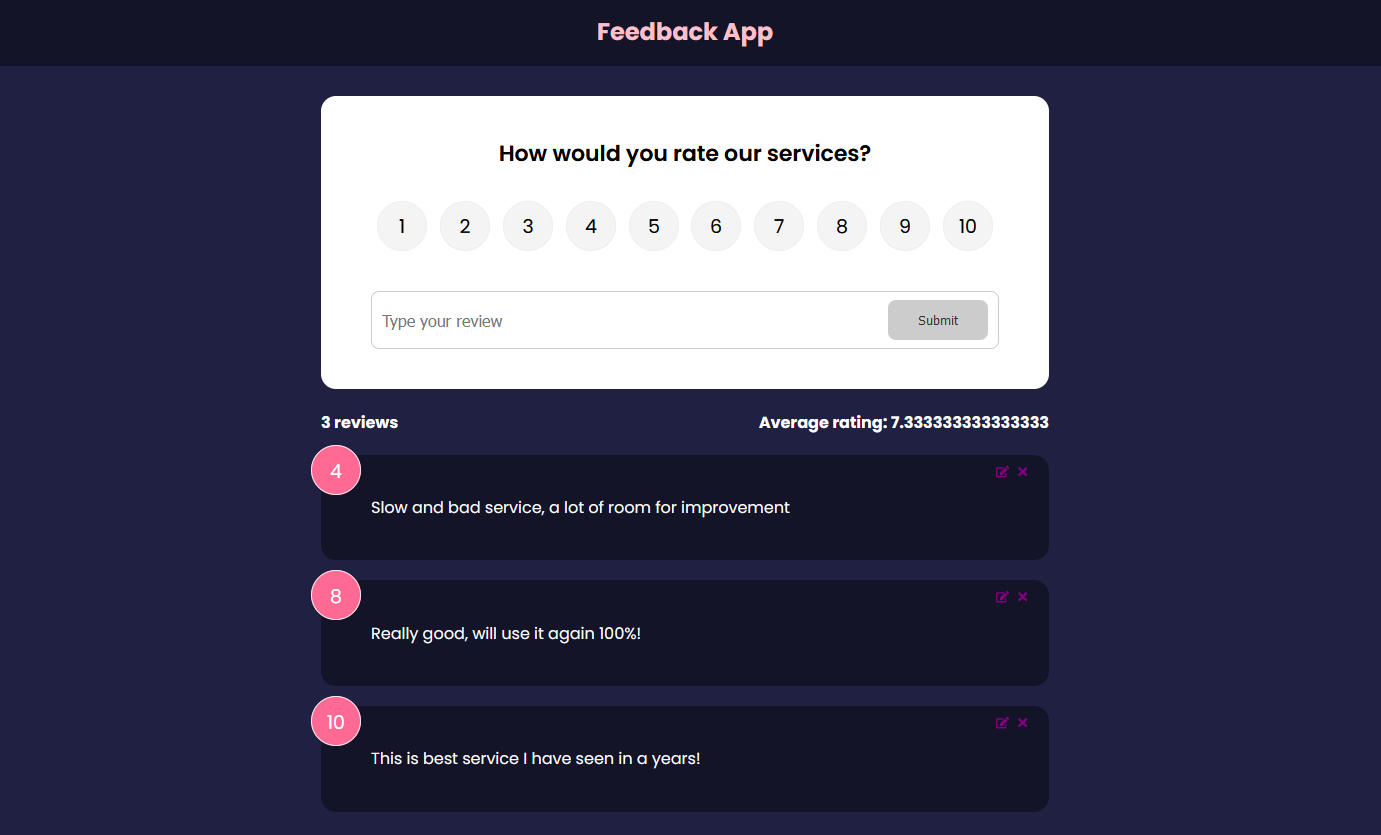 Feedback App
How would you rate our services?
1 2 3 4 5 6 7 8 9 10
Type your review Submit
3 reviews Average rating: 7.333333333333333
4
Slow and bad service, a lot of room for improvement
8
Really good, will use it again 100%!
10
This is best service I have seen in a years!